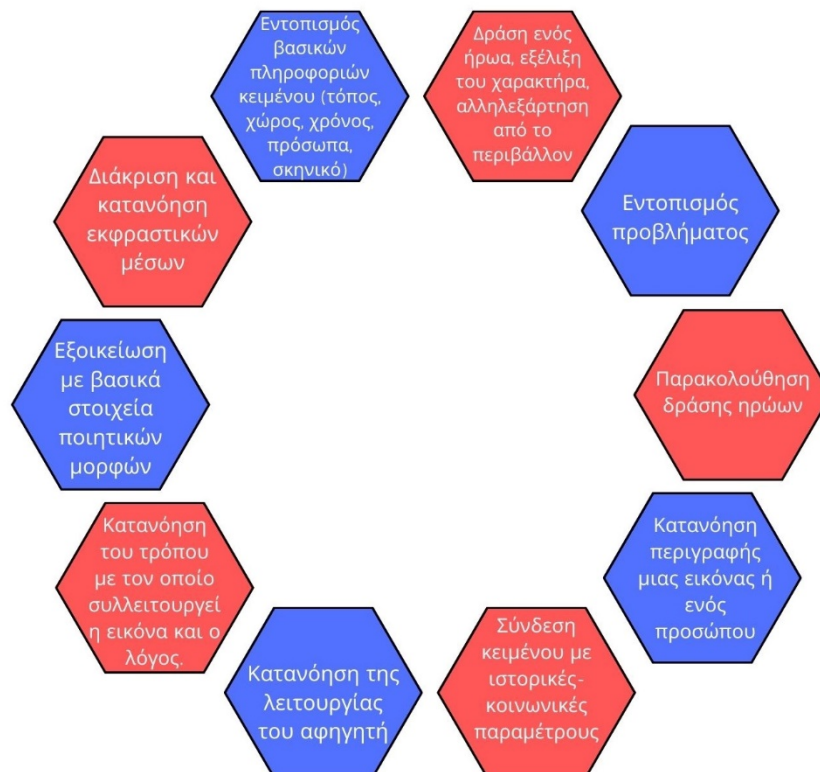 Εντοπισμός
βασικών
πληροφοριών
κειμένου (τόπος,
χώρος, χρόνος,
πρόσωπα,
σκηνικό)
Δράση ενός
ήρωα, εξέλιξη
του χαρακτήρα,
αλληλεξάρτηση
από το
περιβάλλον
Εντοπισμός
προβλήματος
Παρακολούθηση
δράσης ηρώων
Κατανόηση
περιγραφής
μιας εικόνας ή
ενός
προσώπου
Σύνδεση
κειμένου με
ιστορικές-
κοινωνικές
παραμέτρους
Κατανόηση της
λειτουργίας
του αφηγητή
Κατανόηση
του τρόπου
με τον οποίο
συλλειτουργεί
η εικόνα και ο
λόγος.
Εξοικείωση
με βασικά
στοιχεία
ποιητικών
μορφών
Διάκριση και
κατανόηση
εκφραστικών
μέσων